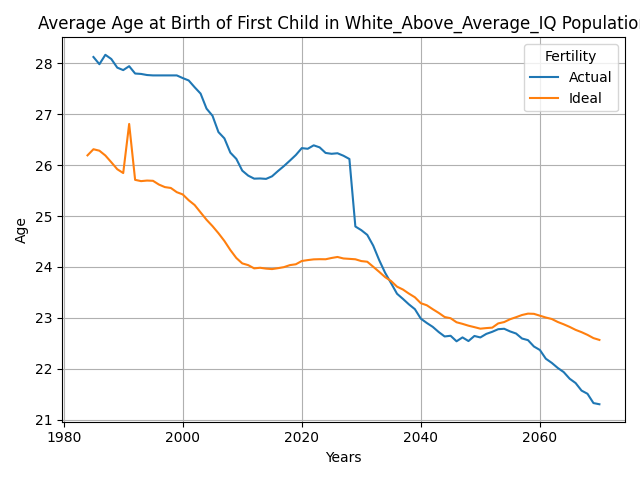 Average Age at Birth of First Child in White_Above_Average_IQ Population
Fertility
Actual
Ideal
Age
28
27
26
25
24
23
22
21
1980
2000
2020
2040
2060
Years